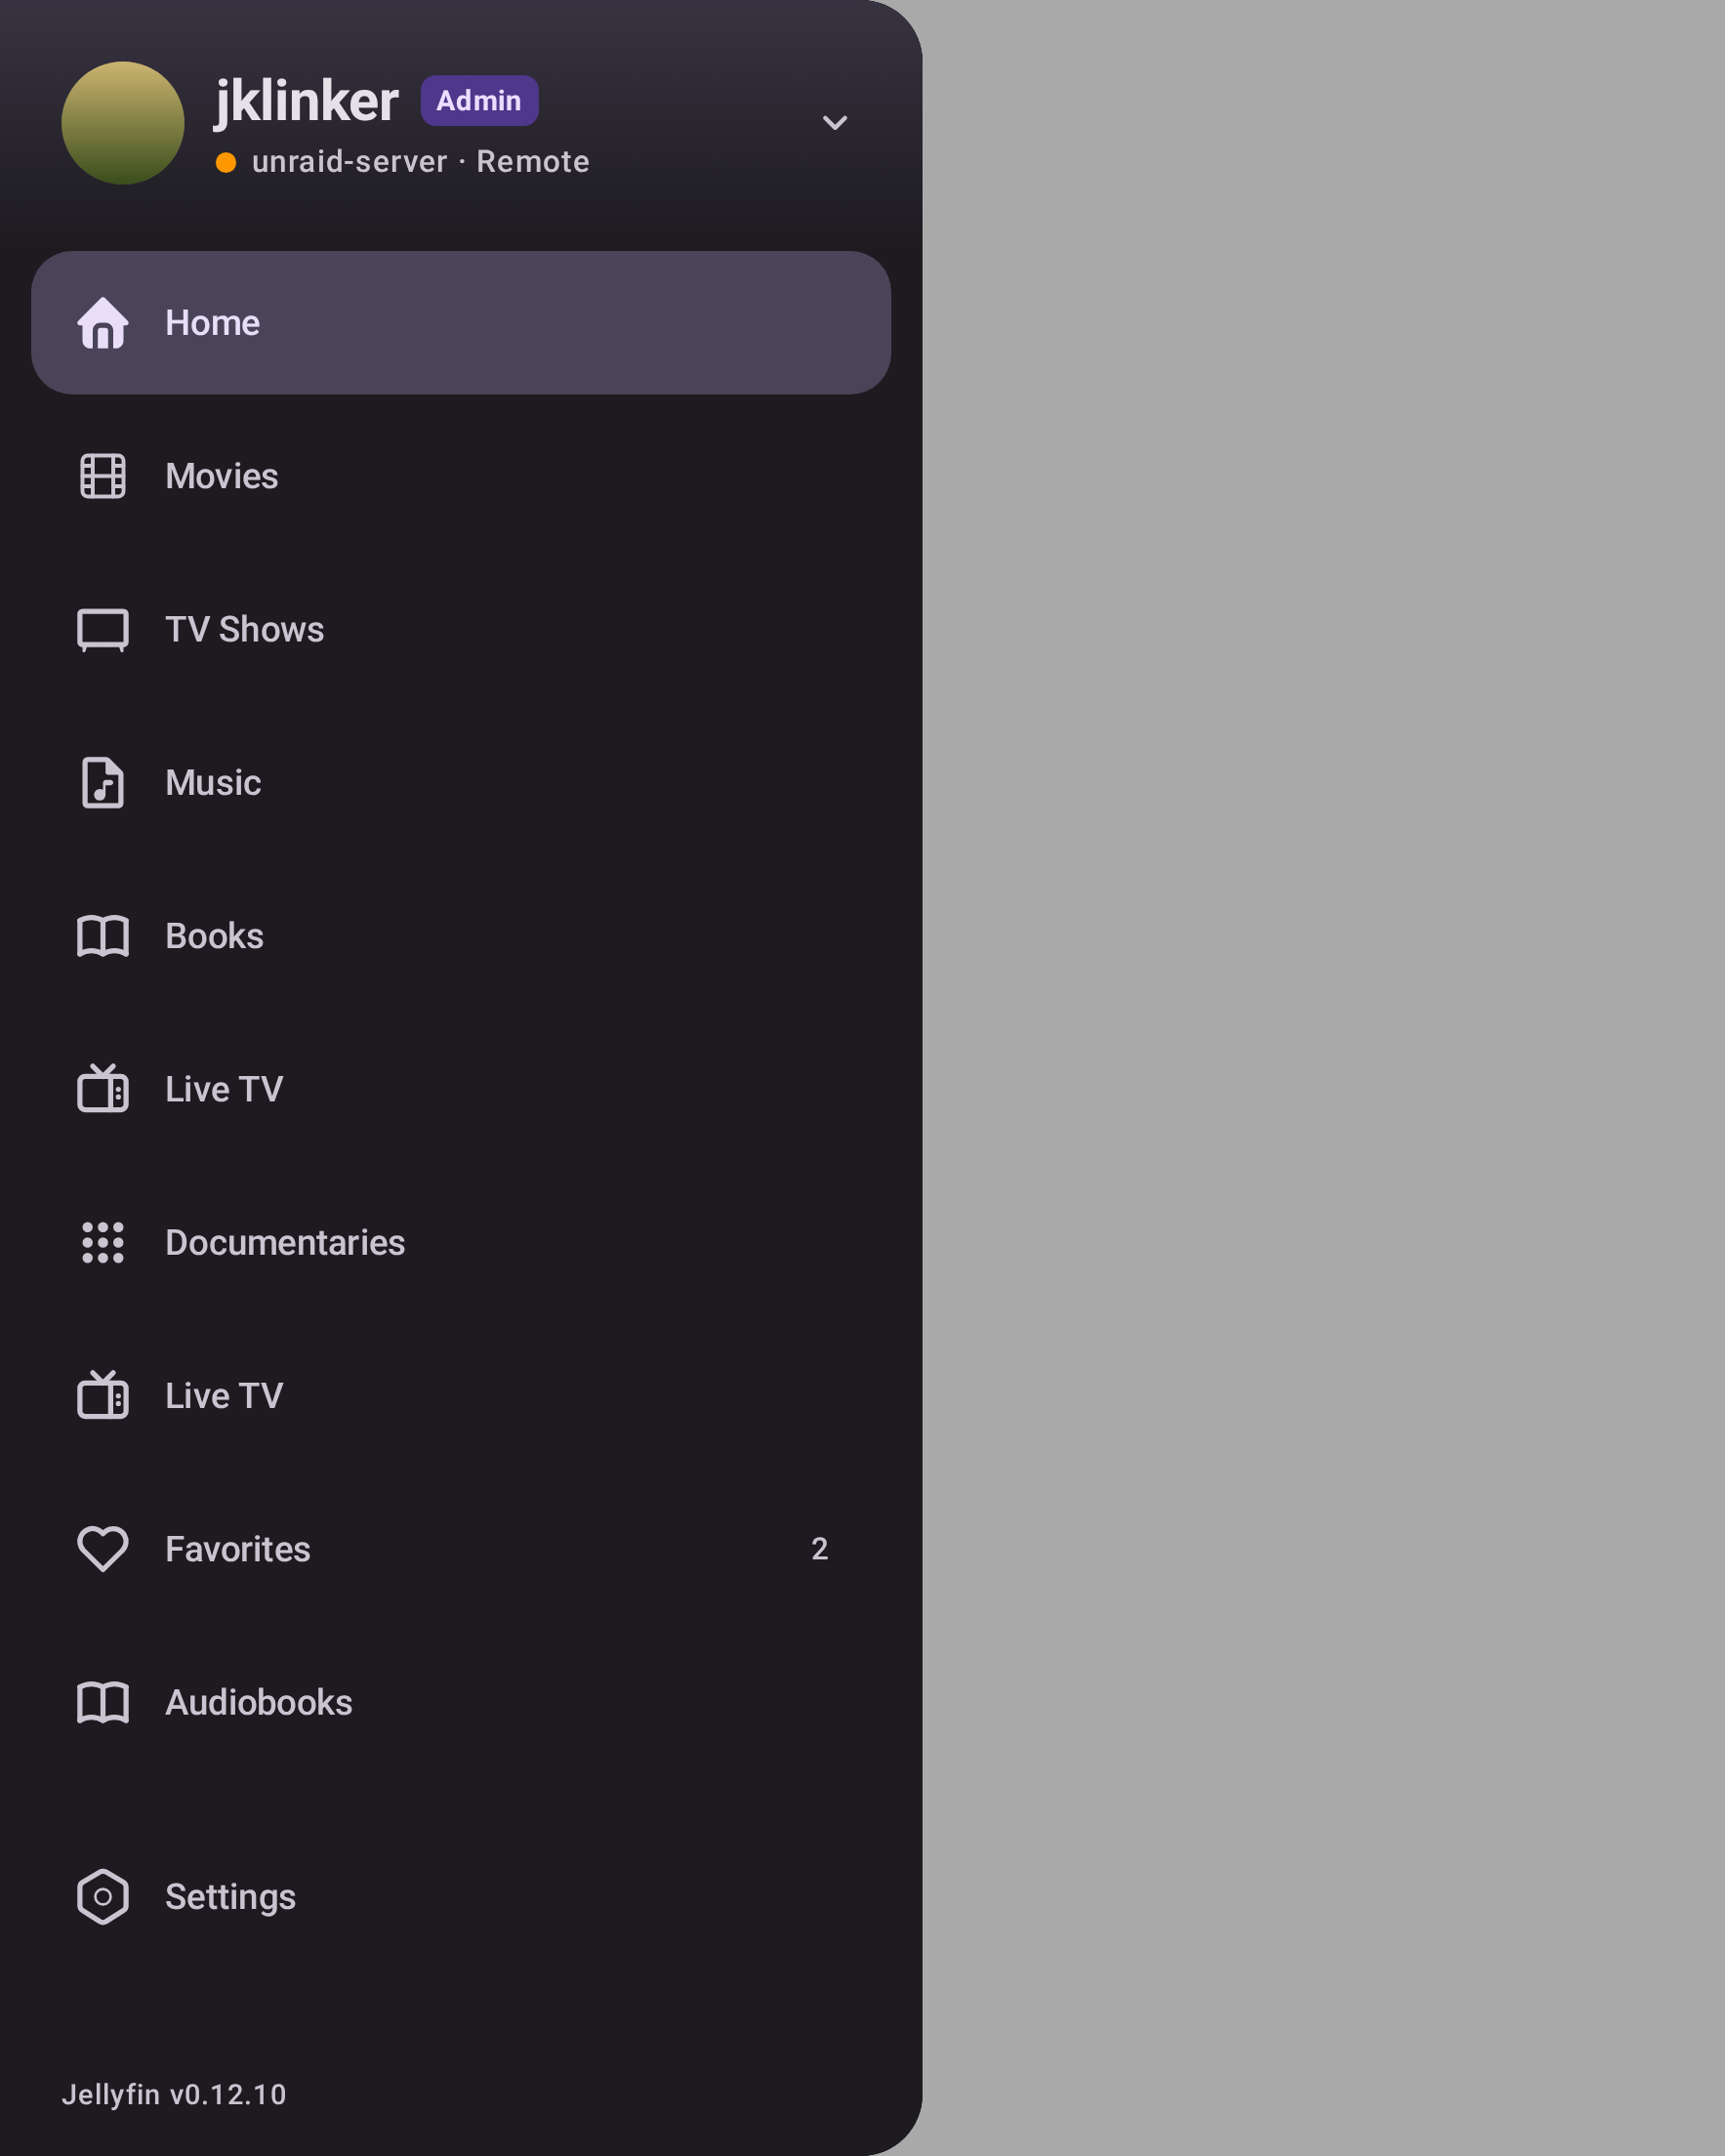 jklinker Admin
unraid-server · Remote
Home
Movies
TV Shows
Music
Books
Live TV
Documentaries
Live TV
Favorites 2
Audiobooks
Settings
Jellyfin v0.12.10